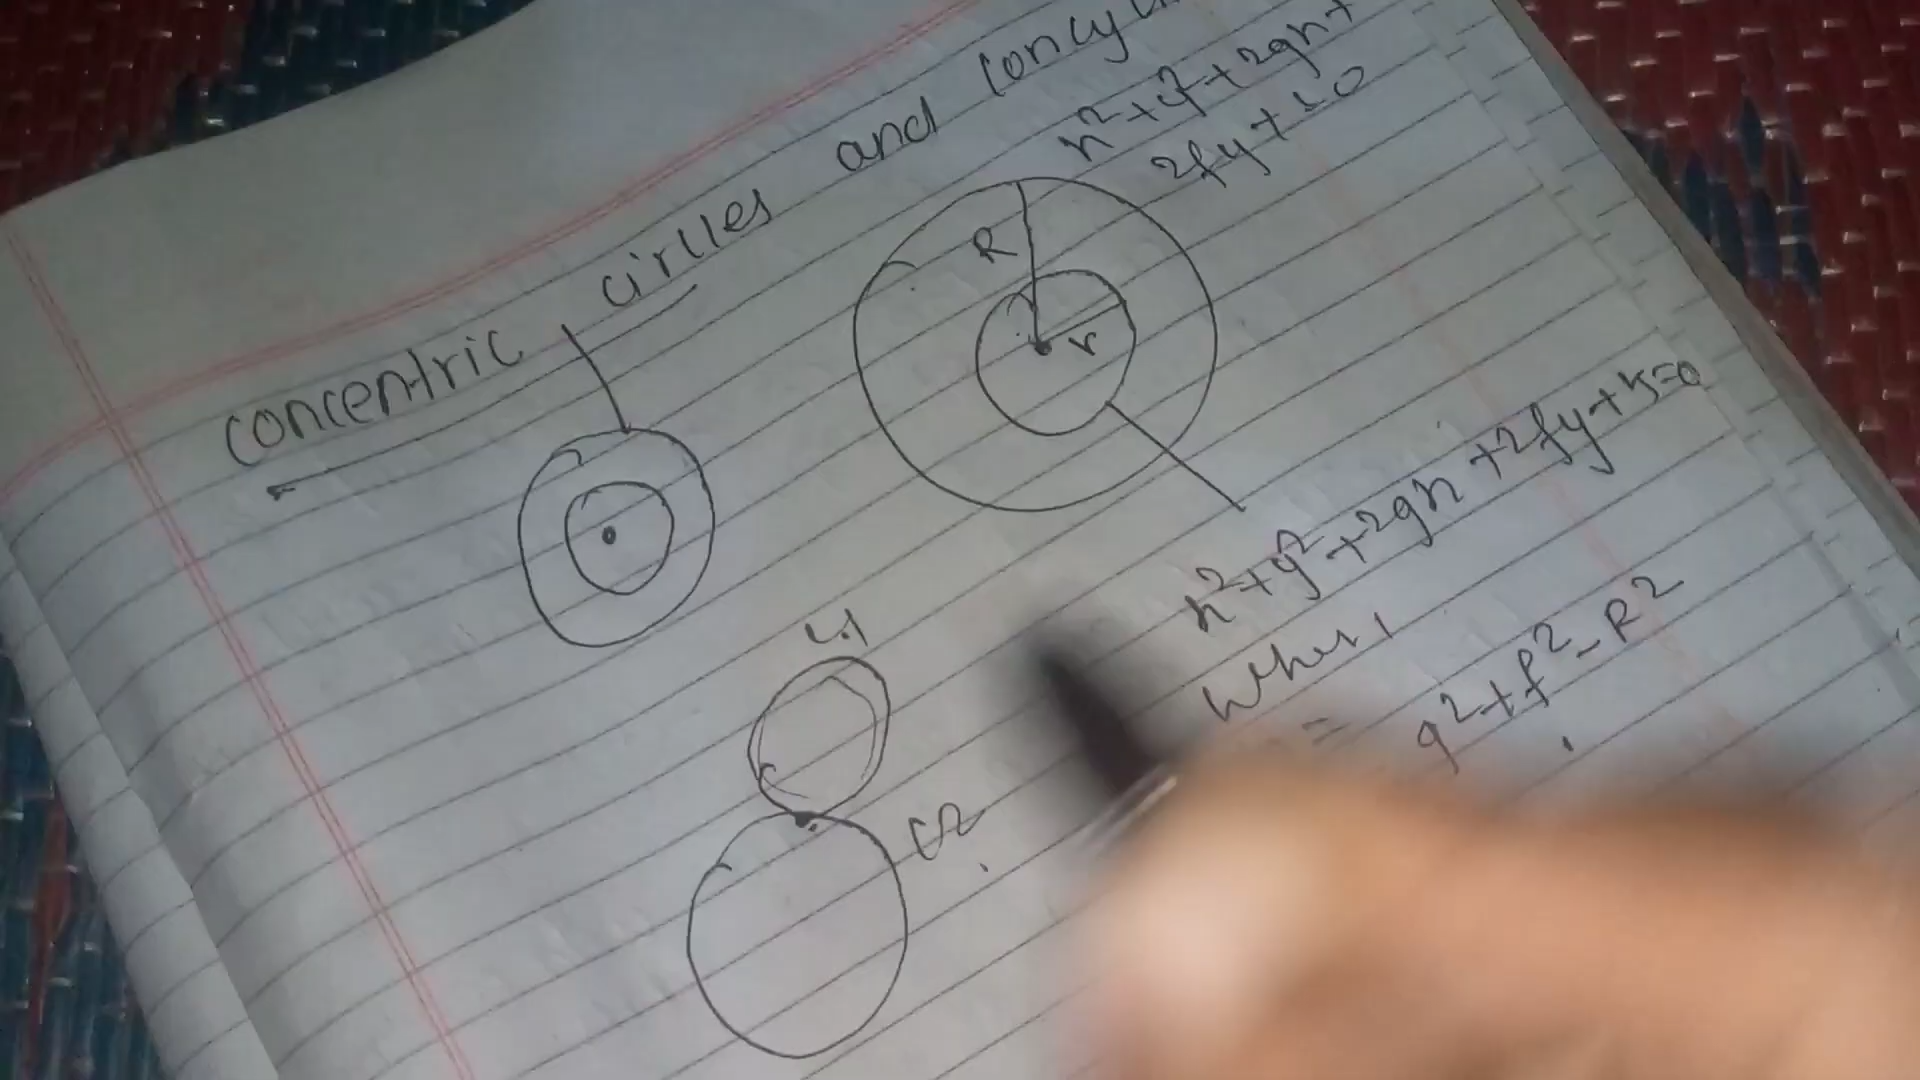 concentric circles and
x²+y²+2gx+
2fy+ =0
R
r
x²+y²+2gx+2fy+k=0
Where,
= g²+f²-R²
C1
C2